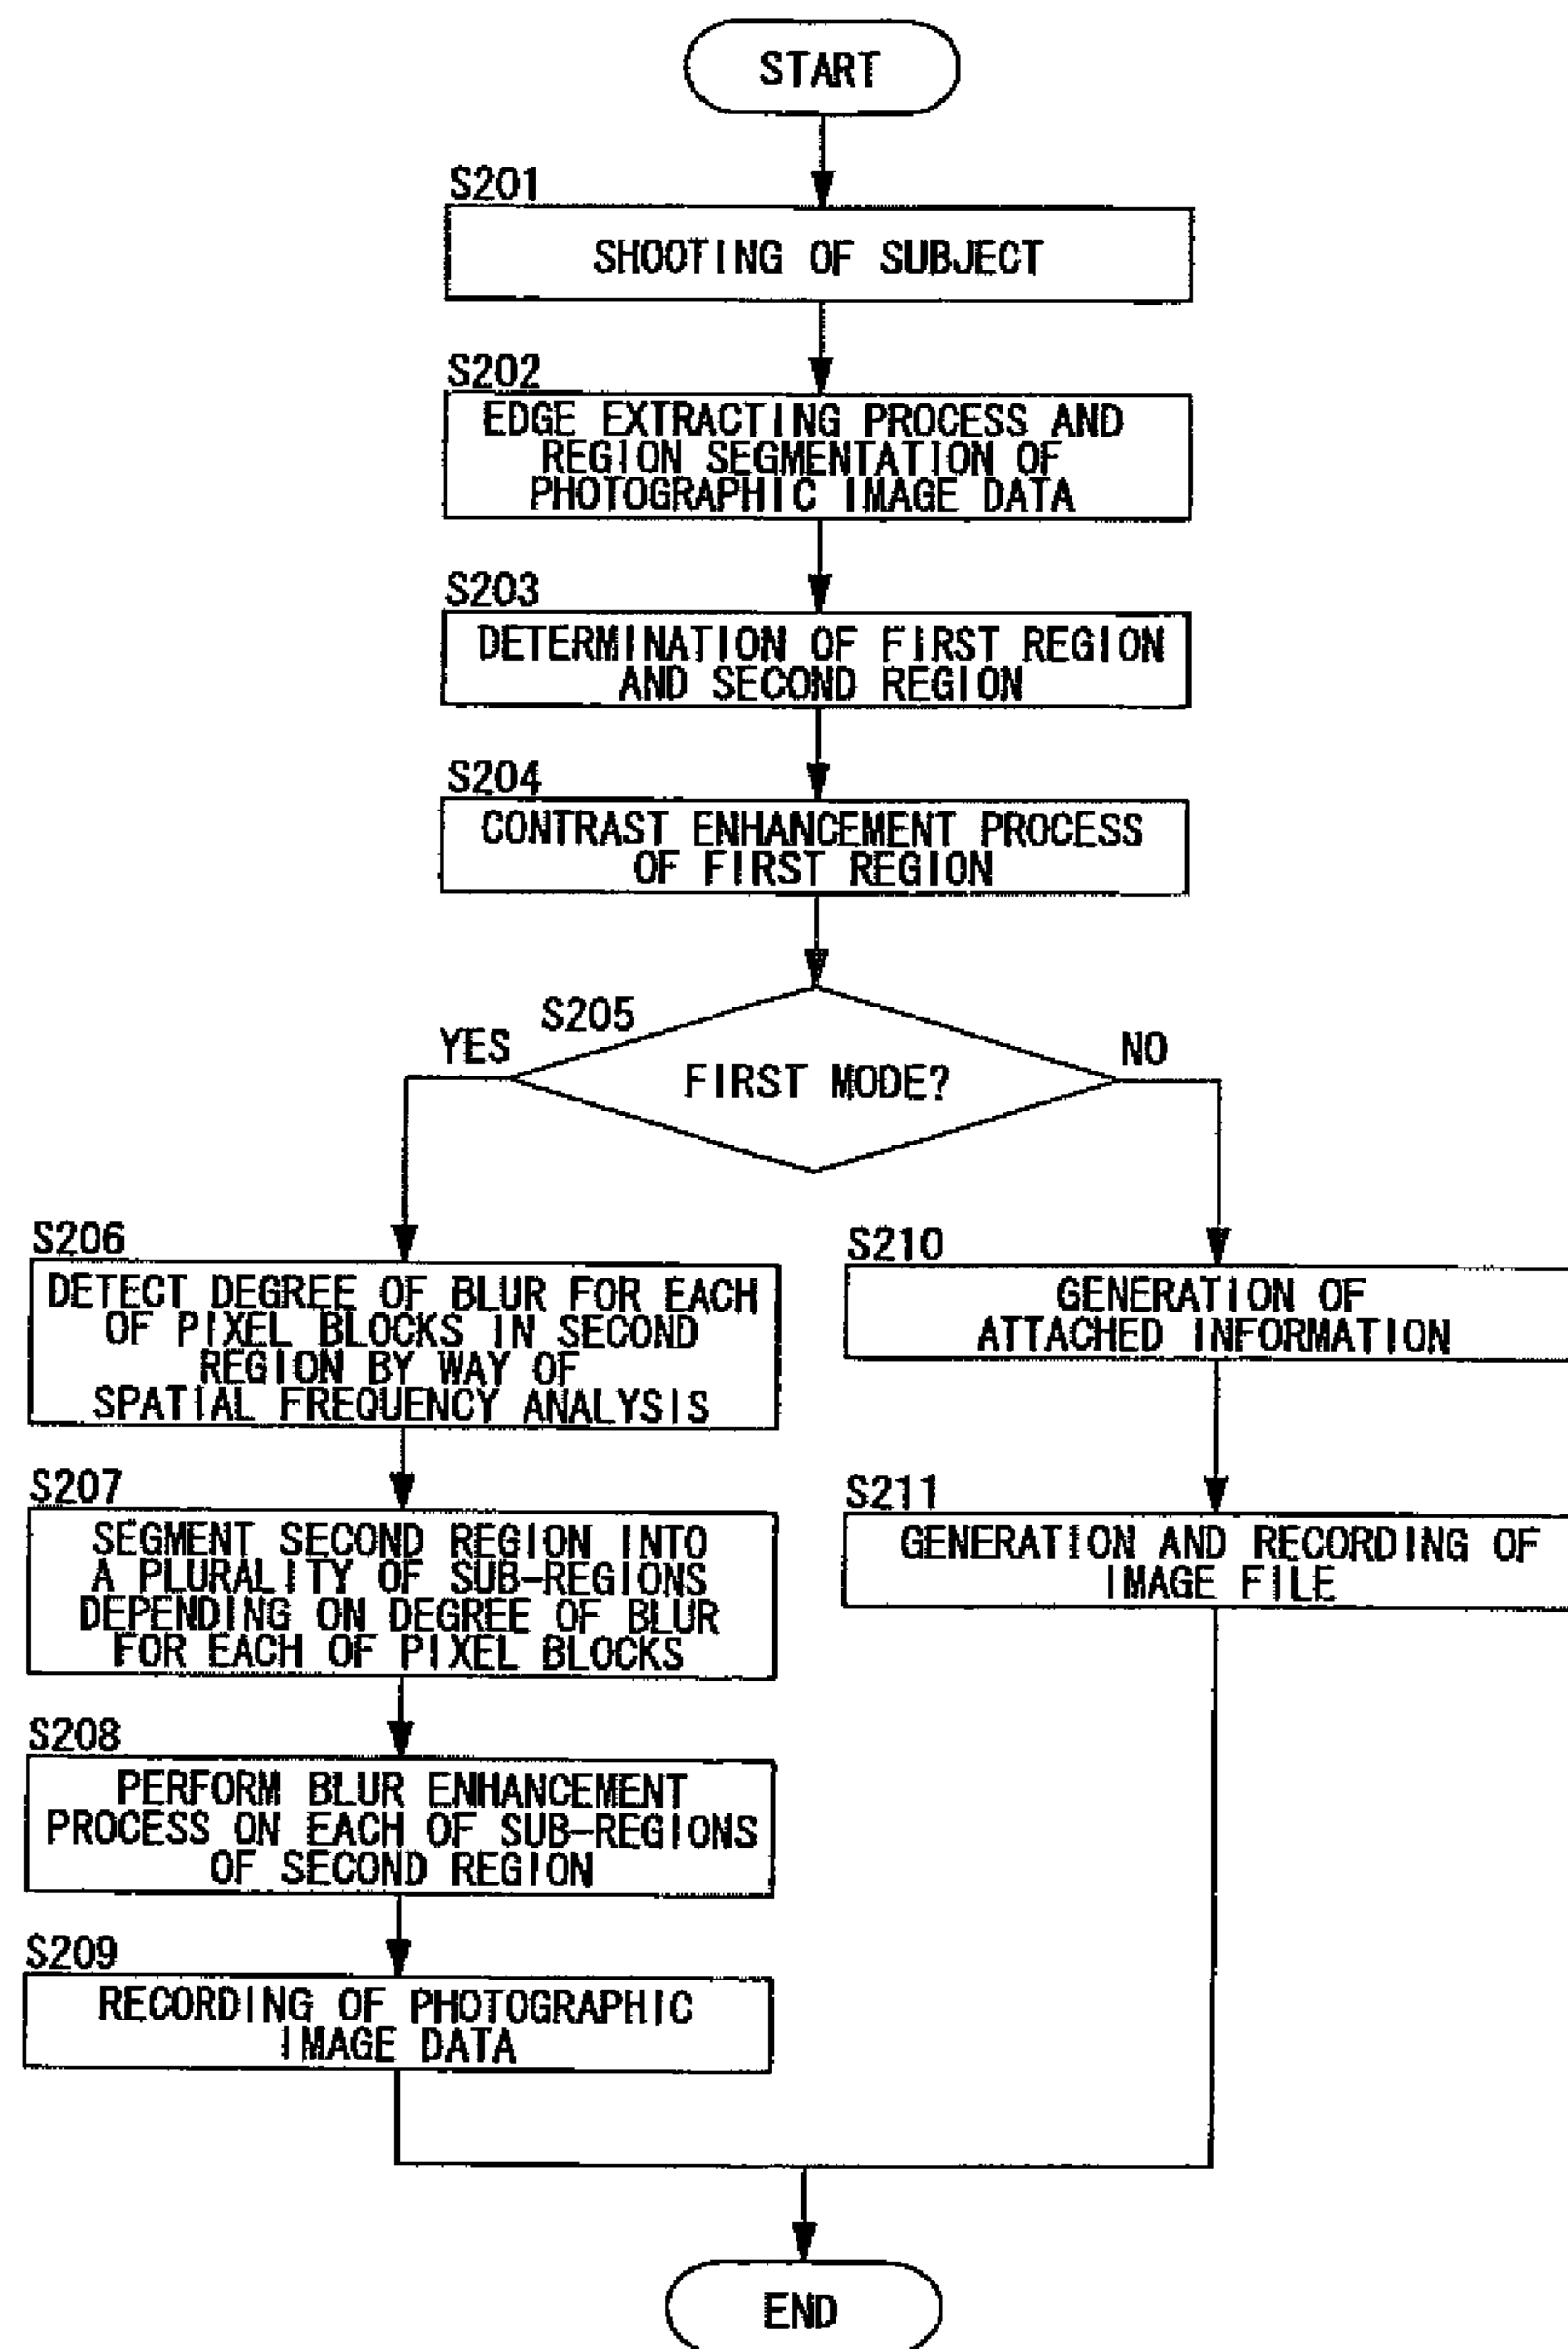 START
S201
SHOOTING OF SUBJECT
S202
EDGE EXTRACTING PROCESS AND
REGION SEGMENTATION OF
PHOTOGRAPHIC IMAGE DATA
S203
DETERMINATION OF FIRST REGION
AND SECOND REGION
S204
CONTRAST ENHANCEMENT PROCESS
OF FIRST REGION
S205
YES
FIRST MODE?
NO
S206
DETECT DEGREE OF BLUR FOR EACH
OF PIXEL BLOCKS IN SECOND
REGION BY WAY OF
SPATIAL FREQUENCY ANALYSIS
S207
SEGMENT SECOND REGION INTO
A PLURALITY OF SUB-REGIONS
DEPENDING ON DEGREE OF BLUR
FOR EACH OF PIXEL BLOCKS
S208
PERFORM BLUR ENHANCEMENT
PROCESS ON EACH OF SUB-REGIONS
OF SECOND REGION
S209
RECORDING OF PHOTOGRAPHIC
IMAGE DATA
S210
GENERATION OF
ATTACHED INFORMATION
S211
GENERATION AND RECORDING OF
IMAGE FILE
END